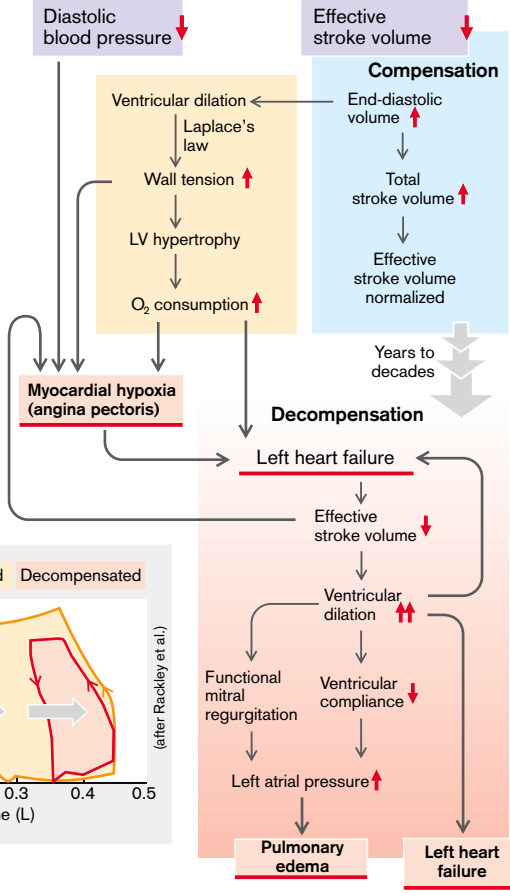 Diastolic
blood pressure
Effective
stroke volume
Compensation
Ventricular dilation
End-diastolic
volume
Laplace's
law
Wall tension
Total
stroke volume
LV hypertrophy
Effective
stroke volume
normalized
O₂ consumption
Years to
decades
Myocardial hypoxia
(angina pectoris)
Decompensation
Left heart failure
Effective
stroke volume
Ventricular
dilation
Functional
mitral
regurgitation
Ventricular
compliance
Left atrial pressure
Pulmonary
edema
Left heart
failure
d Decompensated
(after Rackley et al.)
0.3 0.4 0.5
e (L)